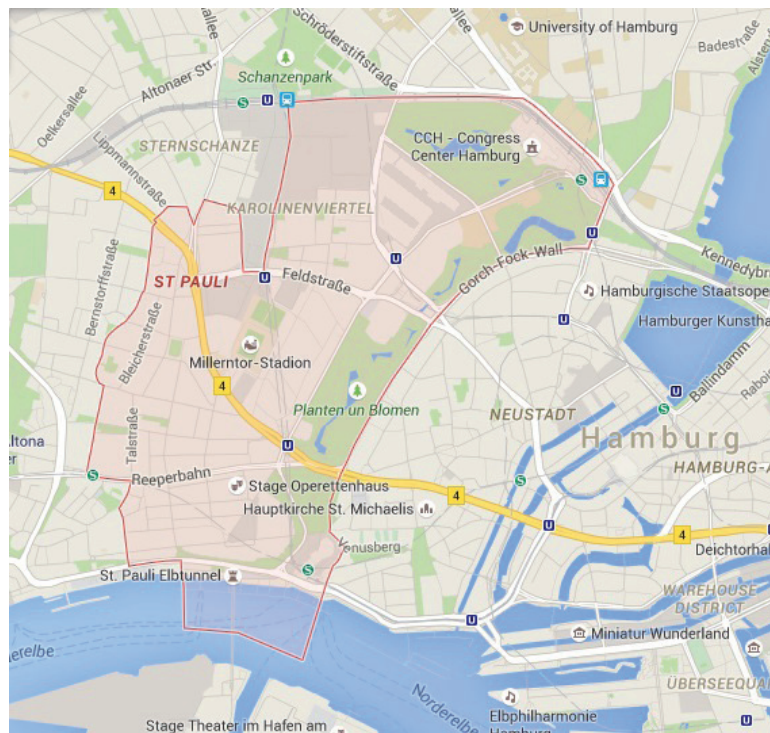 University of Hamburg
Badestraße
Schröderstiftstraße
Schanzenpark
Altonaer Str.
Oelkersallee
Lippmannstraße
STERNSCHANZE
CCH - Congress
Center Hamburg
4
KAROLINENVIERTEL
Bernstorffstraße
ST PAULI
Feldstraße
Gorch-Fock-Wall
Hamburgische Staatsope
Hamburger Kunstha
Bleicherstraße
Millerntor-Stadion
4
Planten un Blomen
Ballindamm
NEUSTADT
Hamburg
HAMBURG-A
Talstraße
Reeperbahn
Stage Operettenhaus
4
Hauptkirche St. Michaelis
4
Deichtorhal
Venusberg
St. Pauli Elbtunnel
WAREHOUSE
DISTRICT
Miniatur Wunderland
ÜBERSEEQUA
Norderelbe
Elbphilharmonie
Stage Theater im Hafen am